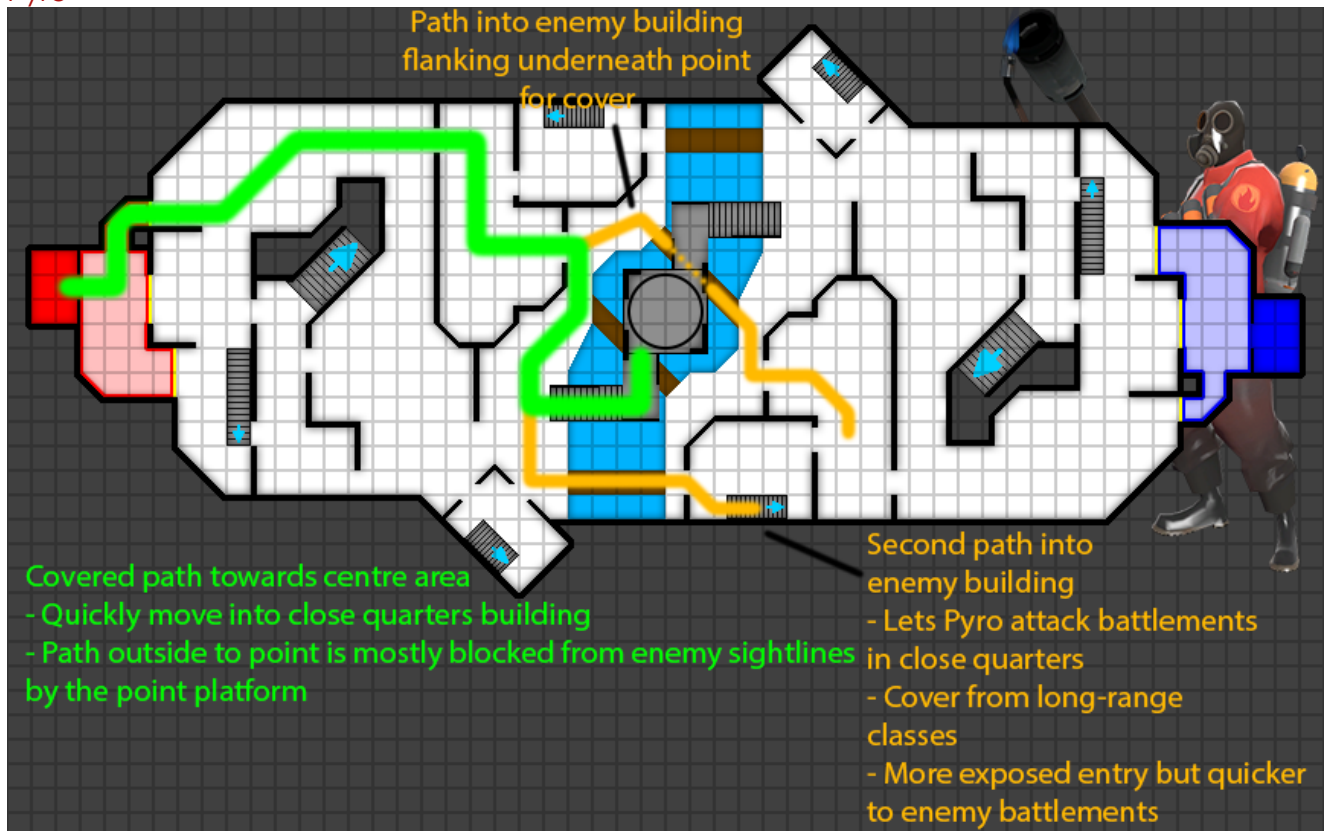 Pyro
Path into enemy building
flanking underneath point
for cover
Covered path towards centre area
- Quickly move into close quarters building
- Path outside to point is mostly blocked from enemy sightlines
by the point platform
Second path into
enemy building
- Lets Pyro attack battlements
in close quarters
- Cover from long-range
classes
- More exposed entry but quicker
to enemy battlements